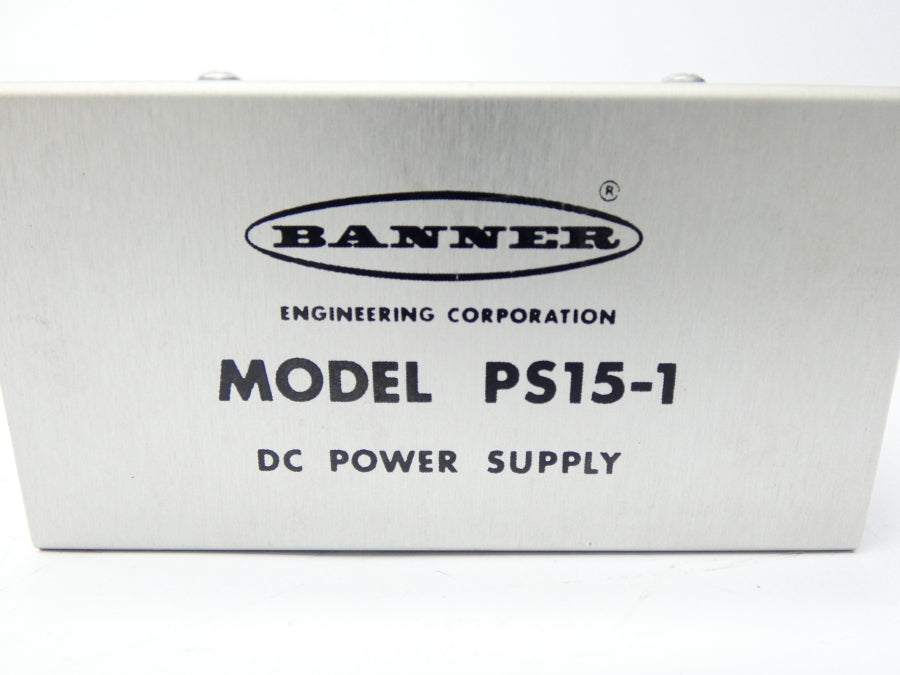 BANNER®
ENGINEERING CORPORATION
MODEL PS15-1
DC POWER SUPPLY